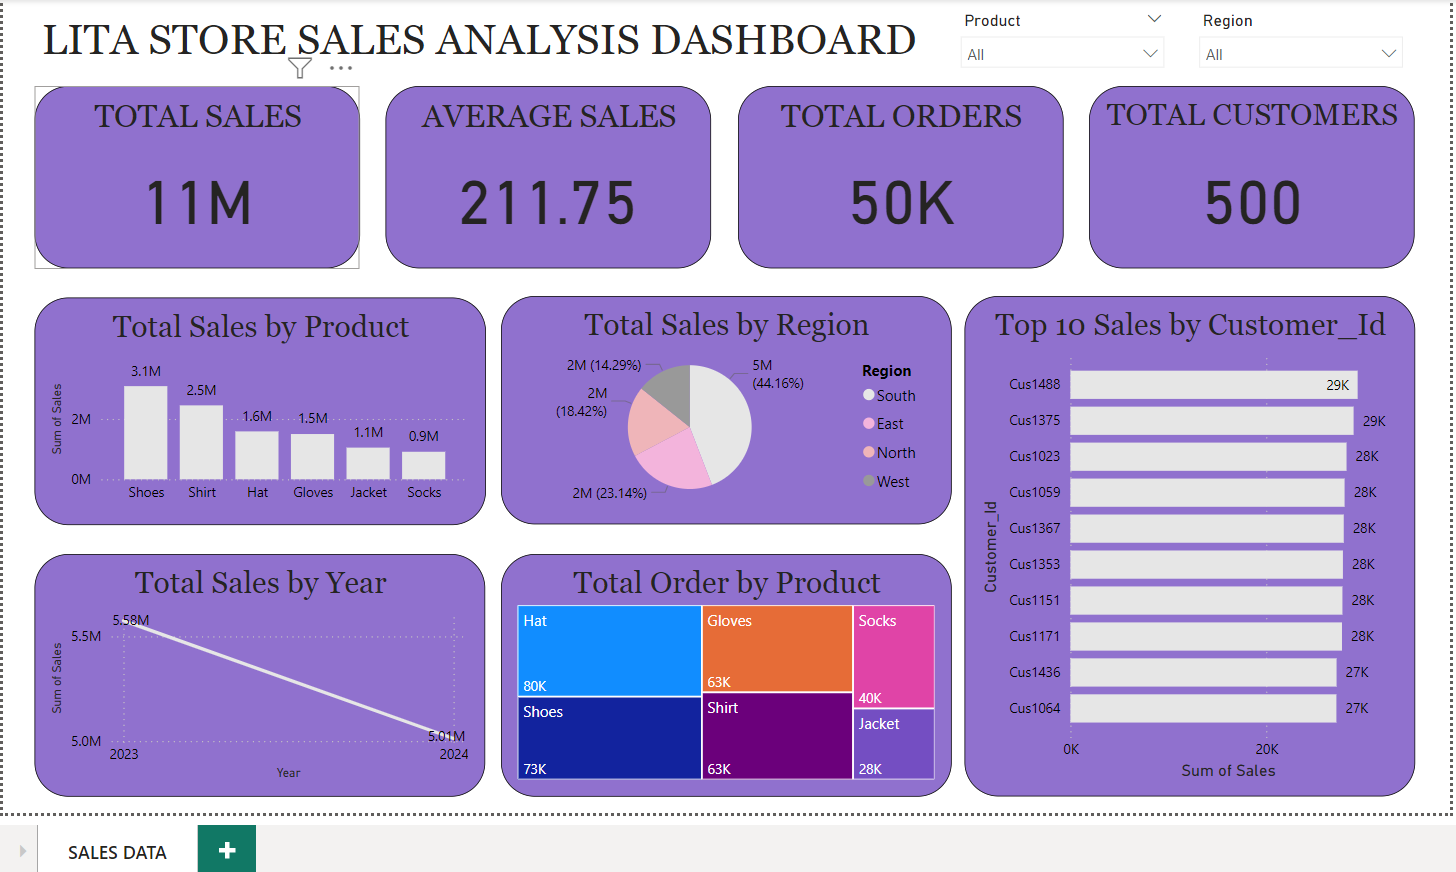 LITA STORE SALES ANALYSIS DASHBOARD
Product
All
Region
All
TOTAL SALES
11M
AVERAGE SALES
211.75
TOTAL ORDERS
50K
TOTAL CUSTOMERS
500
Total Sales by Product
Sum of Sales
2M
0M
3.1M
2.5M
1.6M
1.5M
1.1M
0.9M
Shoes
Shirt
Hat
Gloves
Jacket
Socks
Total Sales by Region
2M (14.29%)
2M
(18.42%)
2M (23.14%)
5M
(44.16%)
Region
South
East
North
West
Top 10 Sales by Customer_Id
Customer_Id
Cus1488 29K
Cus1375 29K
Cus1023 28K
Cus1059 28K
Cus1367 28K
Cus1353 28K
Cus1151 28K
Cus1171 28K
Cus1436 27K
Cus1064 27K
0K 20K
Sum of Sales
Total Sales by Year
Sum of Sales
5.58M
5.5M
5.0M
5.01M
2023 2024
Year
Total Order by Product
Hat
80K
Shoes
73K
Gloves
63K
Shirt
63K
Socks
40K
Jacket
28K
SALES DATA